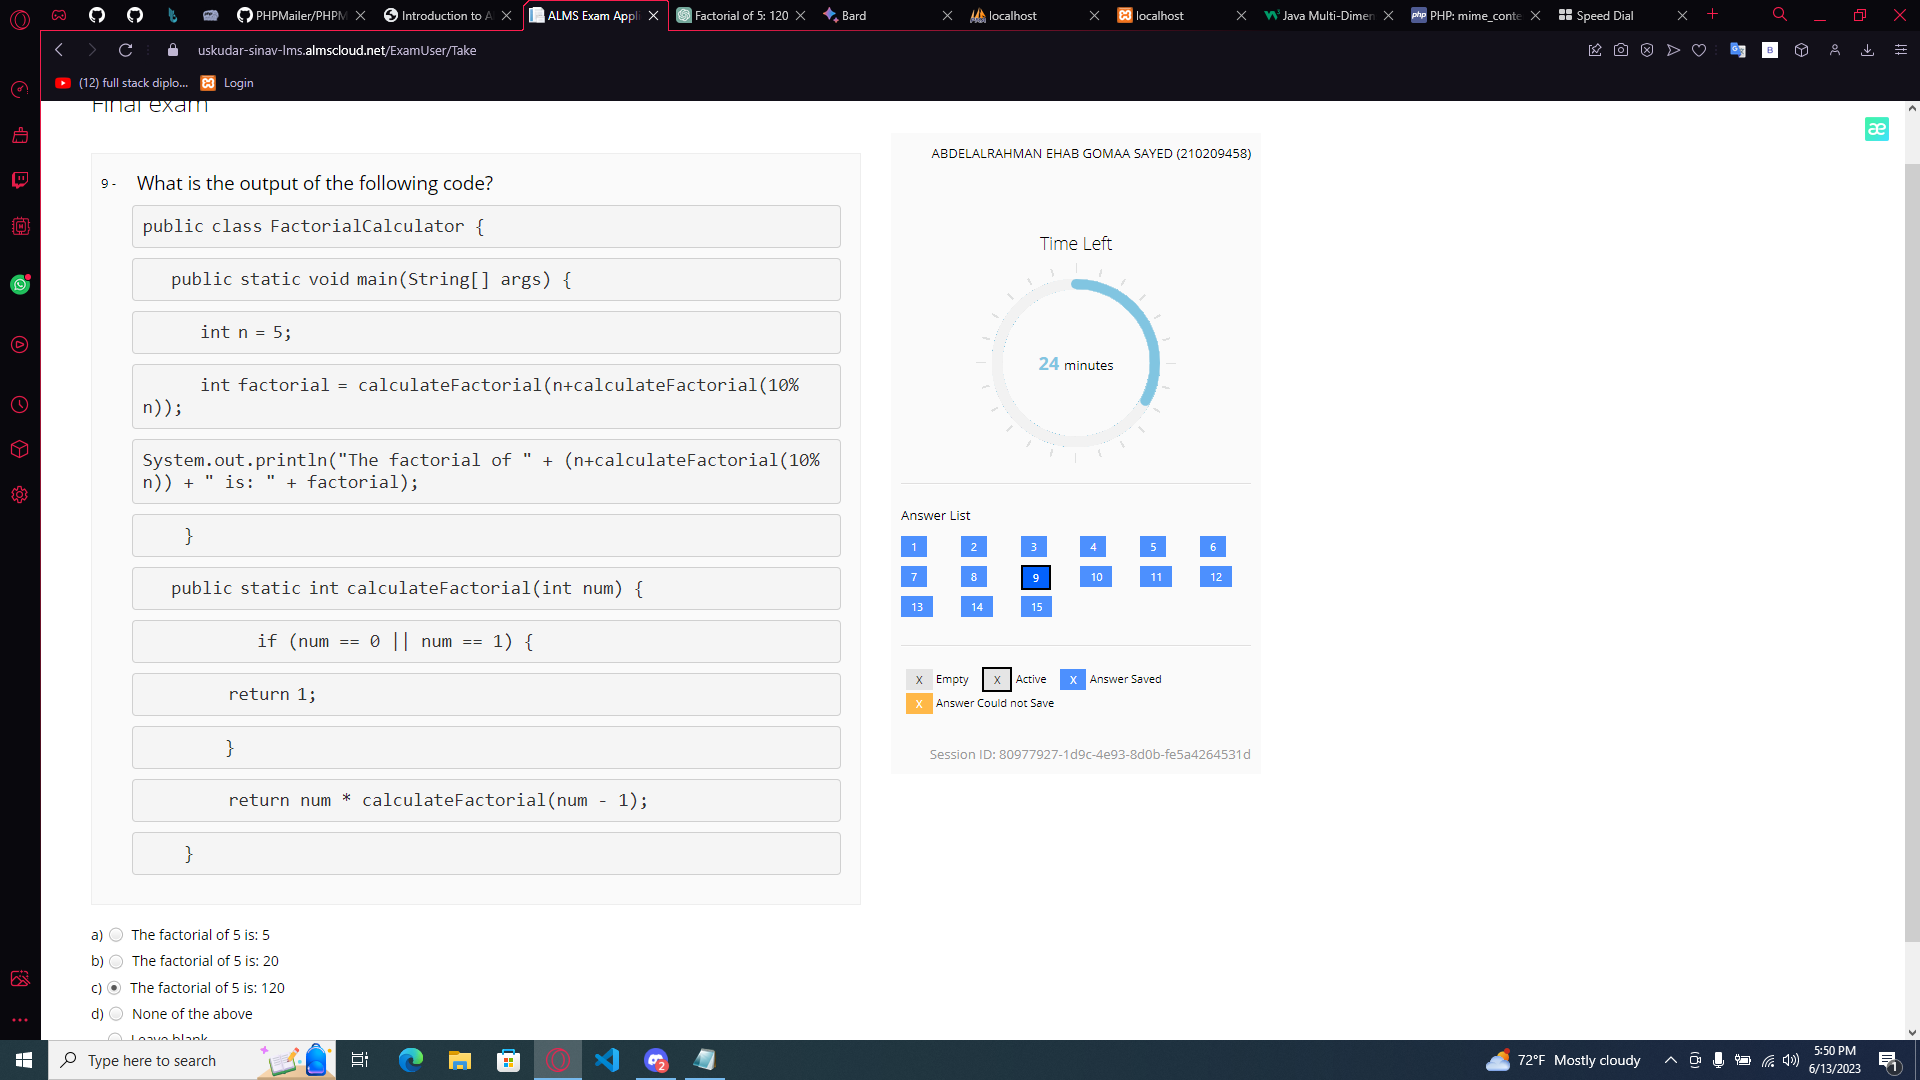 PHPMailer/PHPM
Introduction to A
ALMS Exam Appli
Factorial of 5: 120
Bard
localhost
localhost
Java Multi-Dimen
PHP: mime_conte
Speed Dial
uskudar-sinav-lms.almscloud.net/ExamUser/Take
(12) full stack diplo...
Login
Final exam
ABDELALRAHMAN EHAB GOMAA SAYED (210209458)
9 - What is the output of the following code?
public class FactorialCalculator {
public static void main(String[] args) {
int n = 5;
int factorial = calculateFactorial(n+calculateFactorial(10%
n));
System.out.println("The factorial of " + (n+calculateFactorial(10%
n)) + " is: " + factorial);
}
public static int calculateFactorial(int num) {
if (num == 0 || num == 1) {
return 1;
}
return num * calculateFactorial(num - 1);
}
a) The factorial of 5 is: 5
b) The factorial of 5 is: 20
c) The factorial of 5 is: 120
d) None of the above
Leave blank
Time Left
24 minutes
Answer List
1 2 3 4 5 6
7 8 9 10 11 12
13 14 15
X Empty X Active X Answer Saved
X Answer Could not Save
Session ID: 80977927-1d9c-4e93-8d0b-fe5a4264531d
æ
Type here to search
2
72°F Mostly cloudy
5:50 PM
6/13/2023
1